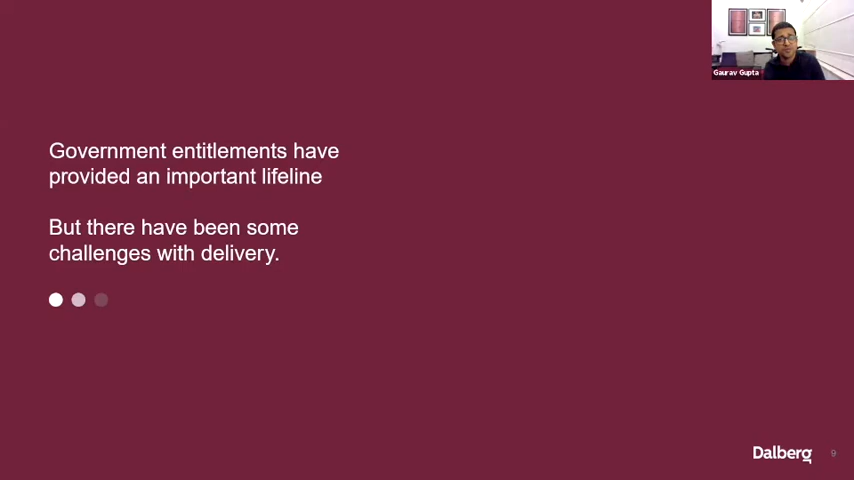 Gaurav Gupta
Government entitlements have
provided an important lifeline
But there have been some
challenges with delivery.
Dalberg
9